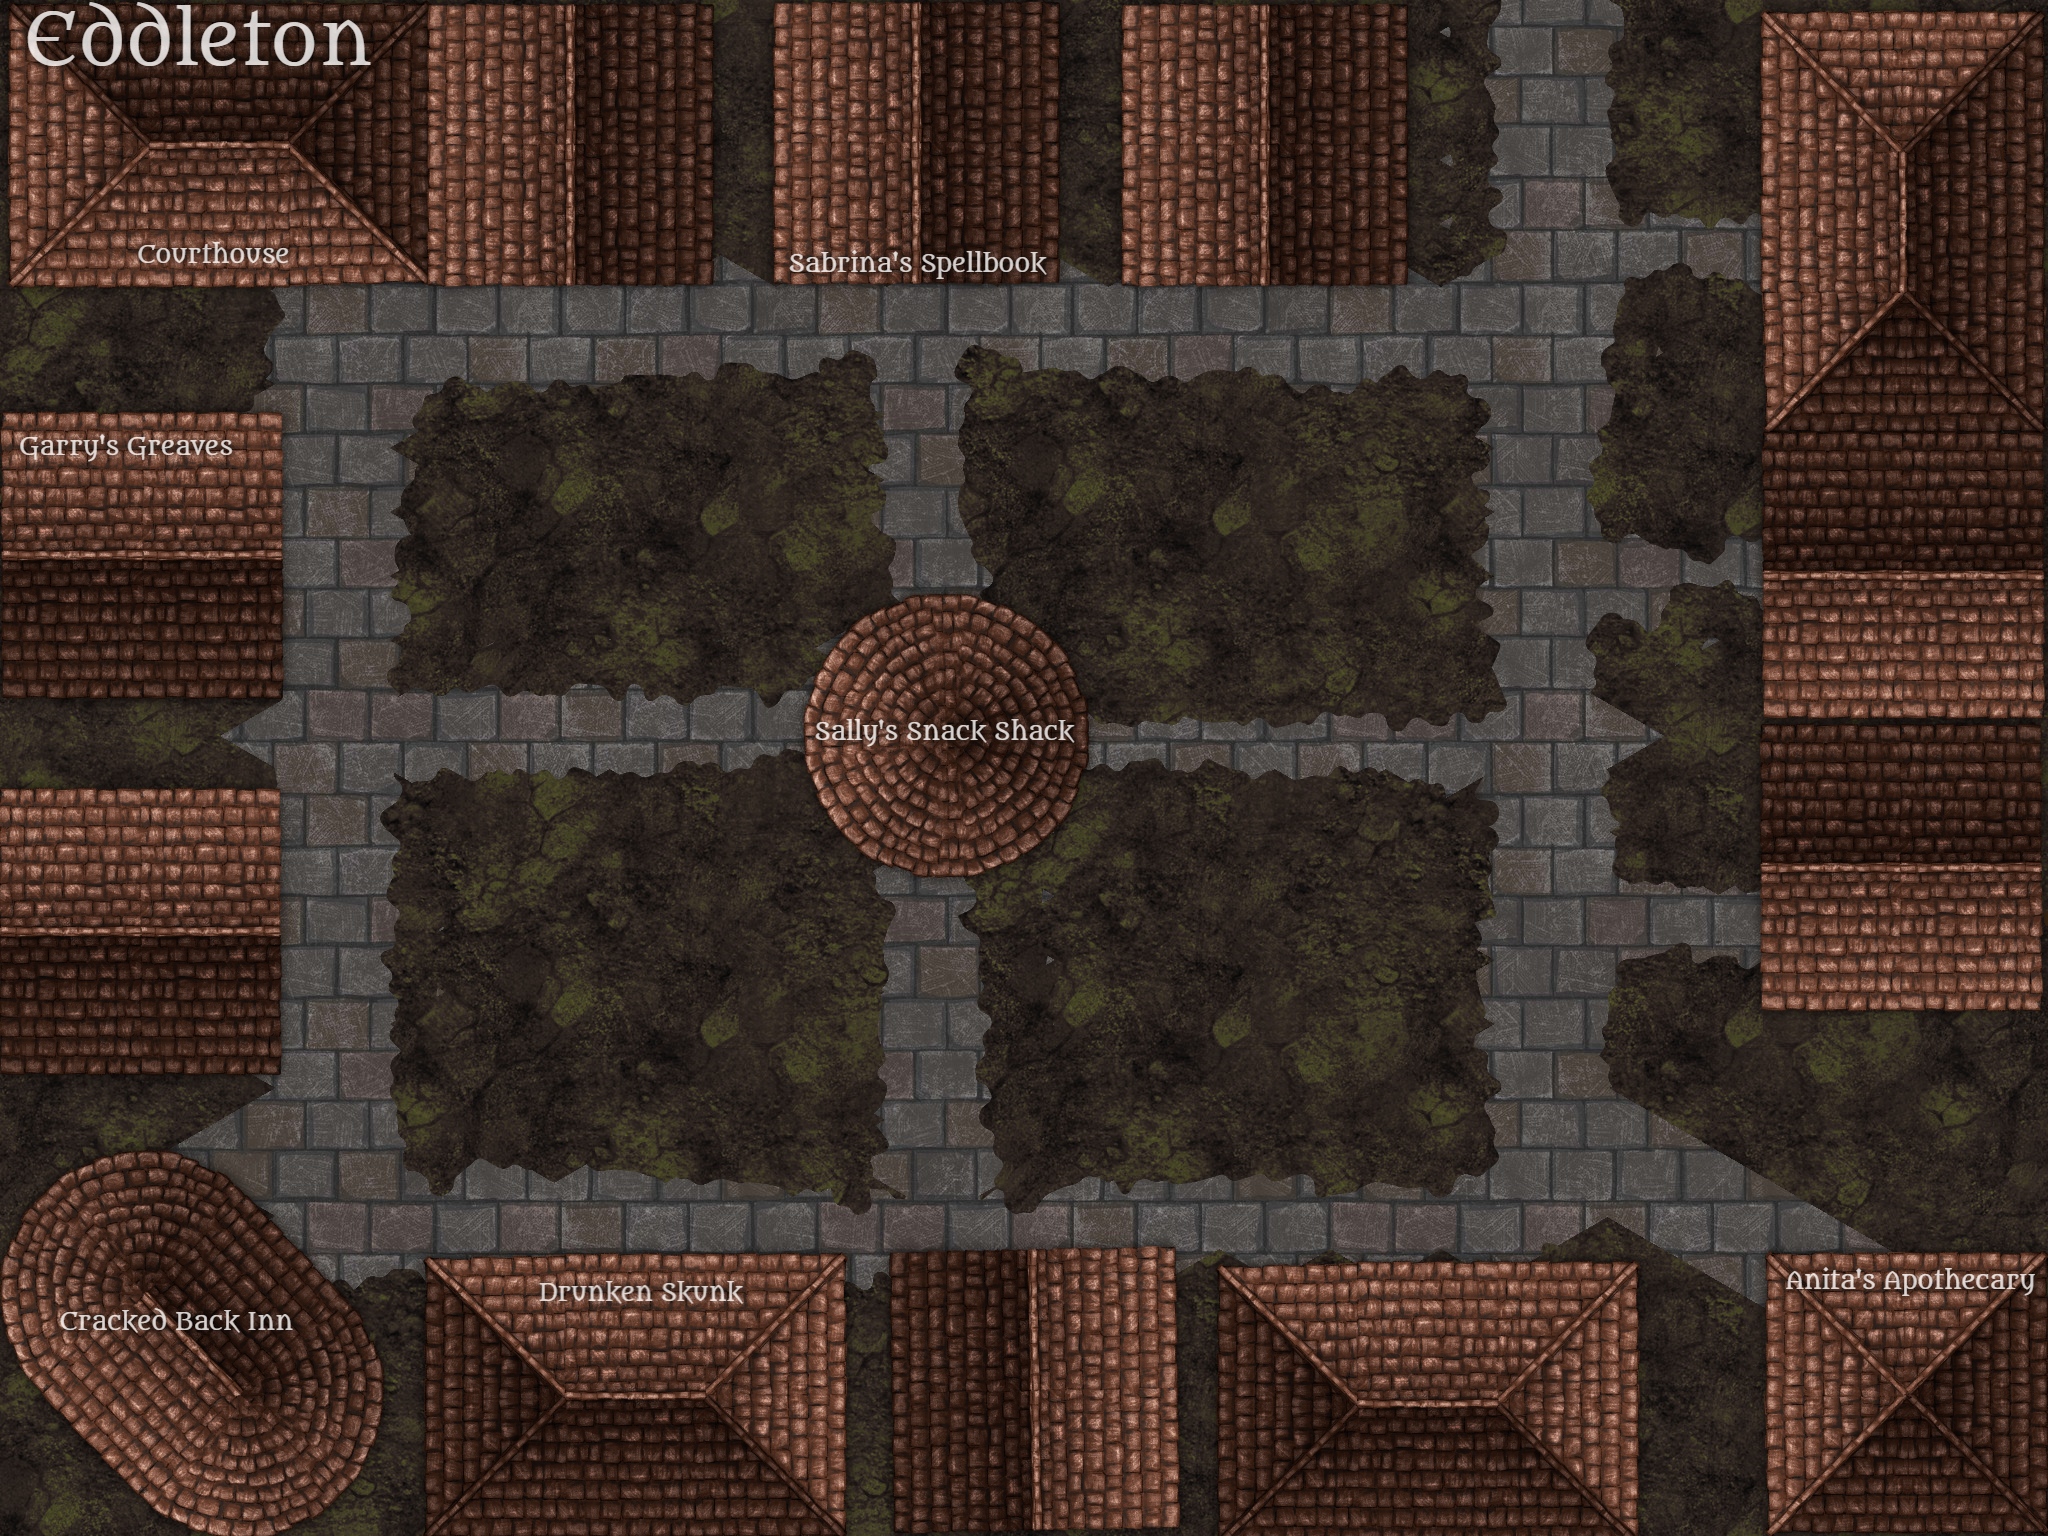 Eddleton
Courthouse
Sabrina's Spellbook
Garry's Greaves
Sally's Snack Shack
Cracked Back Inn
Drunken Skunk
Anita's Apothecary